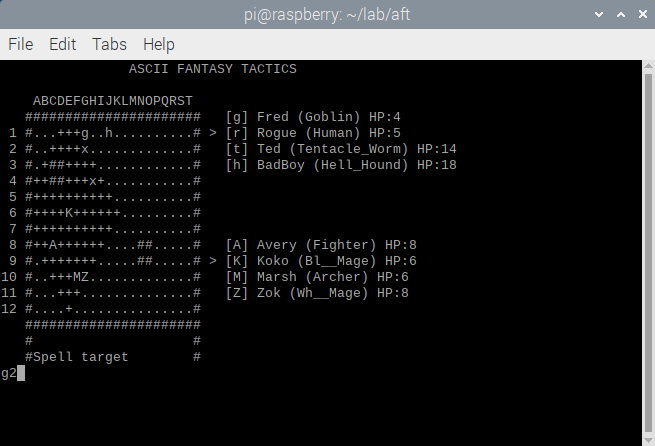 pi@raspberry: ~/lab/aft
File Edit Tabs Help
ASCII FANTASY TACTICS
ABCDEFGHIJKLMNOPQRST
###################### [g] Fred (Goblin) HP:4
1 #...+++g..h..........# > [r] Rogue (Human) HP:5
2 #..++++x.............# [t] Ted (Tentacle_Worm) HP:14
3 #.+##++++............# [h] BadBoy (Hell_Hound) HP:18
4 #++##+++x+...........#
5 #++++++++++..........#
6 #++++K++++++.........#
7 #++++++++++..........#
8 #++A++++++....##.....# [A] Avery (Fighter) HP:8
9 #.+++++++.....##.....# > [K] Koko (Bl__Mage) HP:6
10 #..+++MZ.............# [M] Marsh (Archer) HP:6
11 #...+++..............# [Z] Zok (Wh__Mage) HP:8
12 #....+...............#
######################
# #
#Spell target #
g2